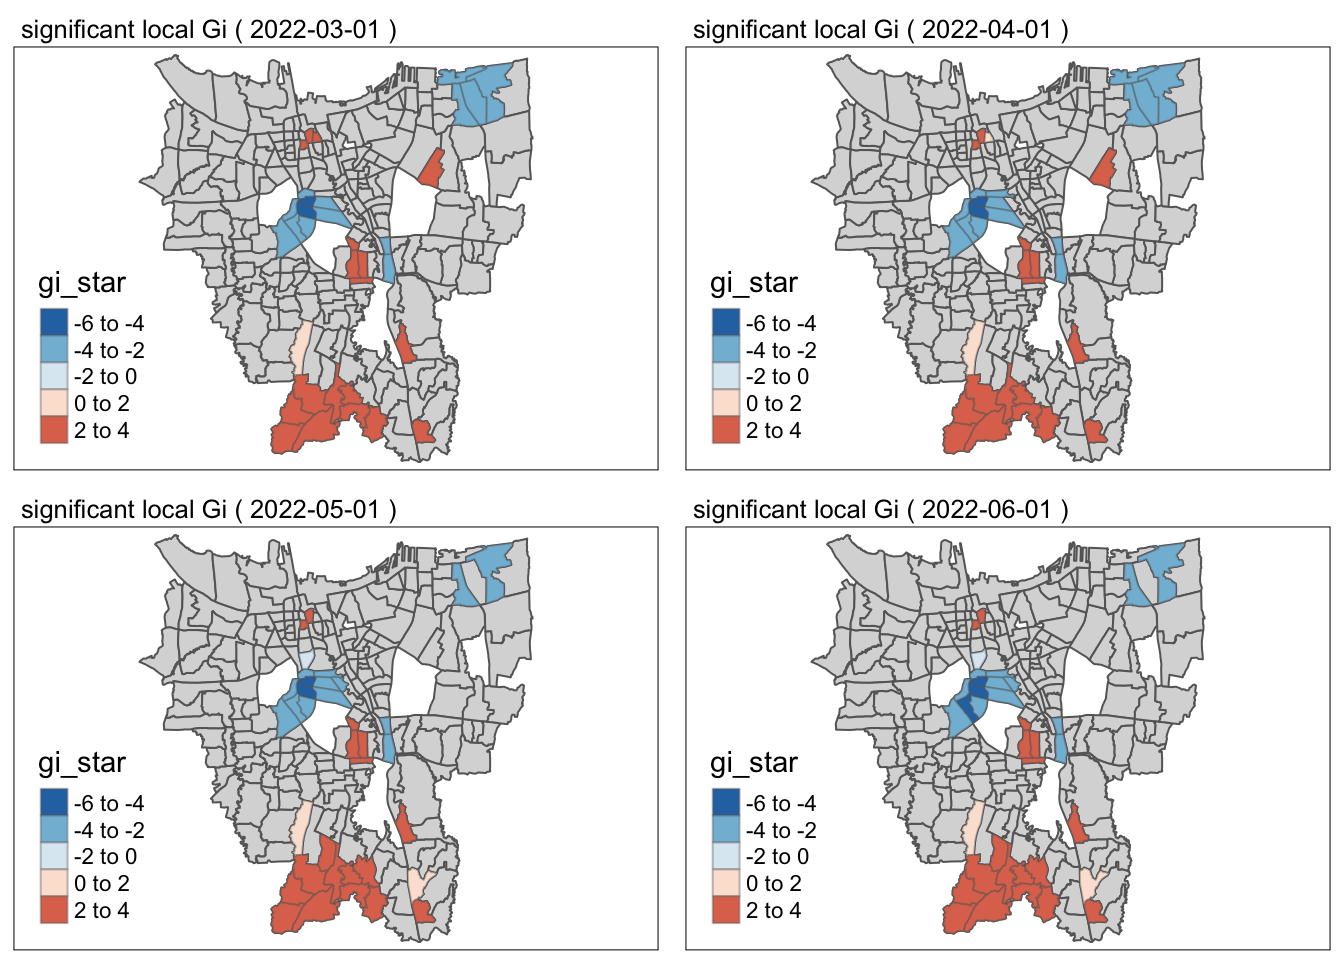 significant local Gi ( 2022-03-01 )
gi_star
-6 to -4
-4 to -2
-2 to 0
0 to 2
2 to 4
significant local Gi ( 2022-04-01 )
gi_star
-6 to -4
-4 to -2
-2 to 0
0 to 2
2 to 4
significant local Gi ( 2022-05-01 )
gi_star
-6 to -4
-4 to -2
-2 to 0
0 to 2
2 to 4
significant local Gi ( 2022-06-01 )
gi_star
-6 to -4
-4 to -2
-2 to 0
0 to 2
2 to 4